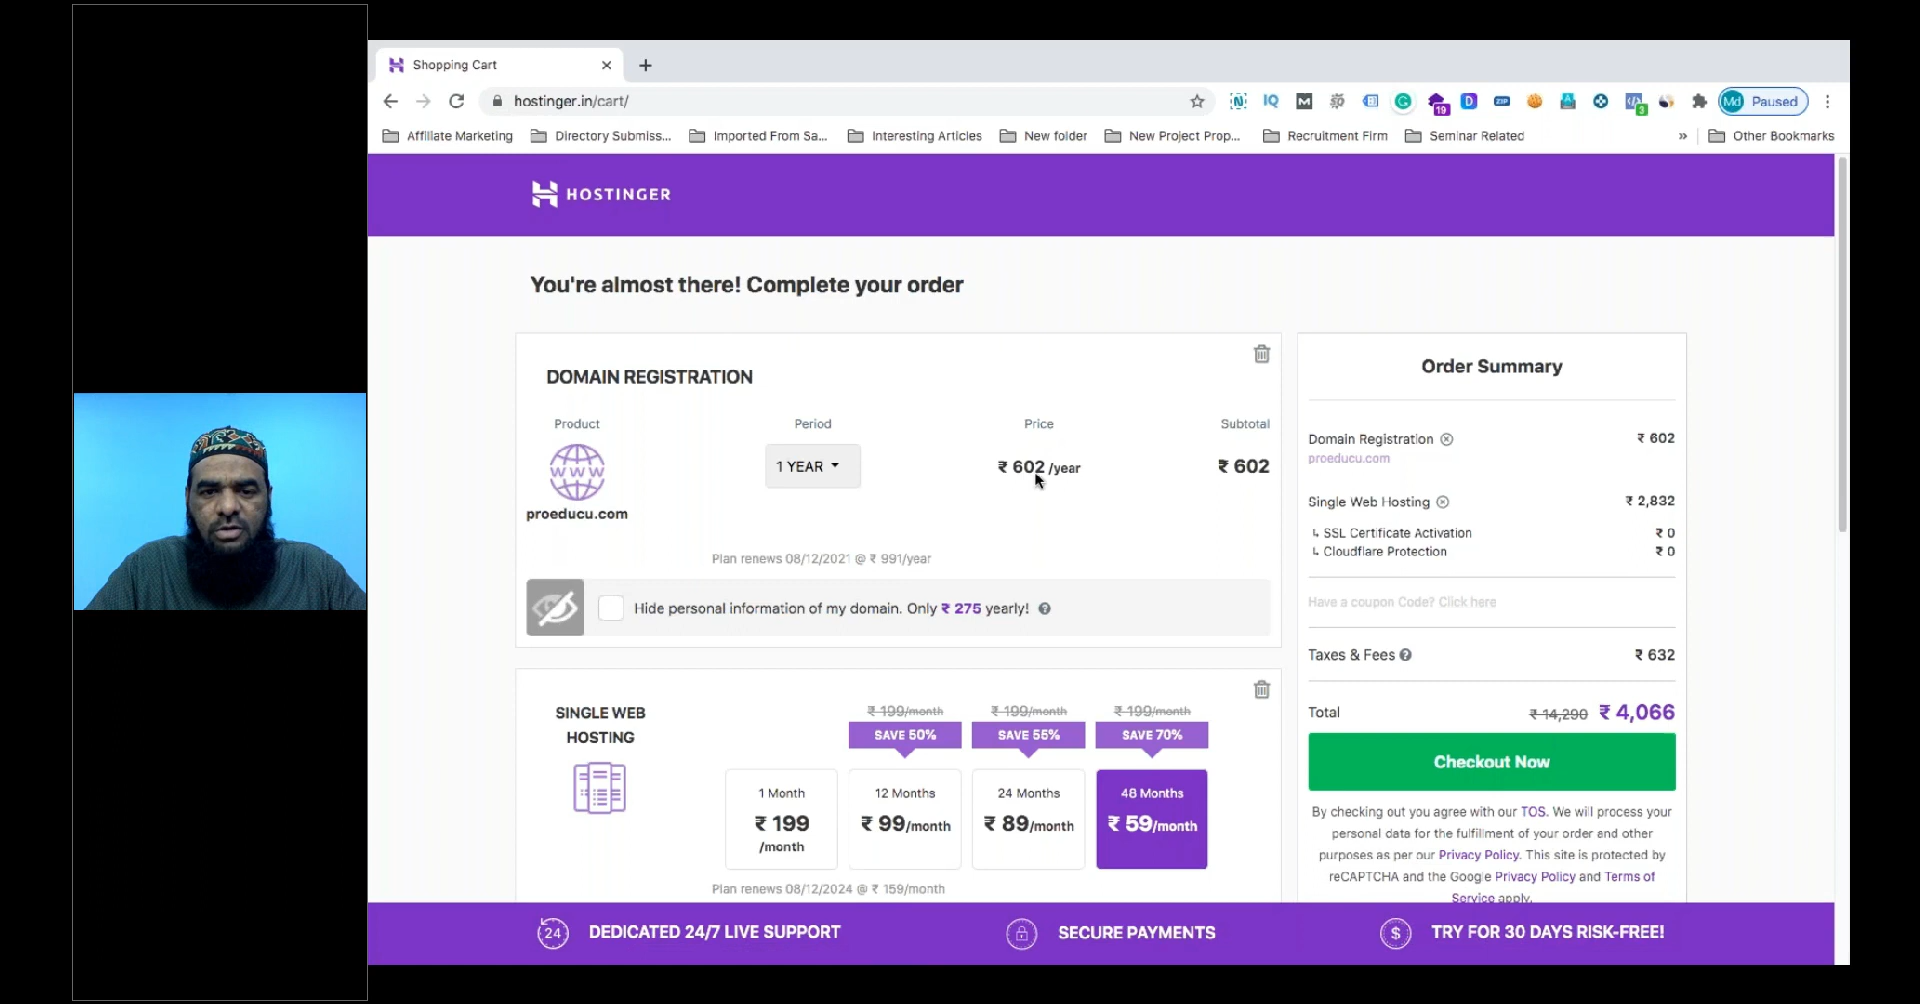 Shopping Cart
hostinger.in/cart/
IQ
M
19
D
ZIP
3
Md Paused
Affiliate Marketing
Directory Submiss...
Imported From Sa...
Interesting Articles
New folder
New Project Prop...
Recruitment Firm
Seminar Related
»
Other Bookmarks
HOSTINGER
You're almost there! Complete your order
DOMAIN REGISTRATION
Product Period Price Subtotal
WWW
1 YEAR
₹ 602 /year
₹ 602
proeducu.com
Plan renews 08/12/2021 @ ₹ 991/year
Hide personal information of my domain. Only ₹ 275 yearly!
SINGLE WEB
HOSTING
₹ 199/month ₹ 199/month ₹ 199/month
SAVE 50% SAVE 55% SAVE 70%
1 Month
₹ 199
/month
12 Months
₹ 99/month
24 Months
₹ 89/month
48 Months
₹ 59/month
Plan renews 08/12/2024 @ ₹ 159/month
Order Summary
Domain Registration ₹ 602
proeducu.com
Single Web Hosting ₹ 2,832
SSL Certificate Activation ₹ 0
Cloudflare Protection ₹ 0
Have a coupon Code? Click here
Taxes & Fees ₹ 632
Total ₹ 14,290 ₹ 4,066
Checkout Now
By checking out you agree with our TOS. We will process your
personal data for the fulfillment of your order and other
purposes as per our Privacy Policy. This site is protected by
reCAPTCHA and the Google Privacy Policy and Terms of
Service apply.
24
DEDICATED 24/7 LIVE SUPPORT
SECURE PAYMENTS
$
TRY FOR 30 DAYS RISK-FREE!